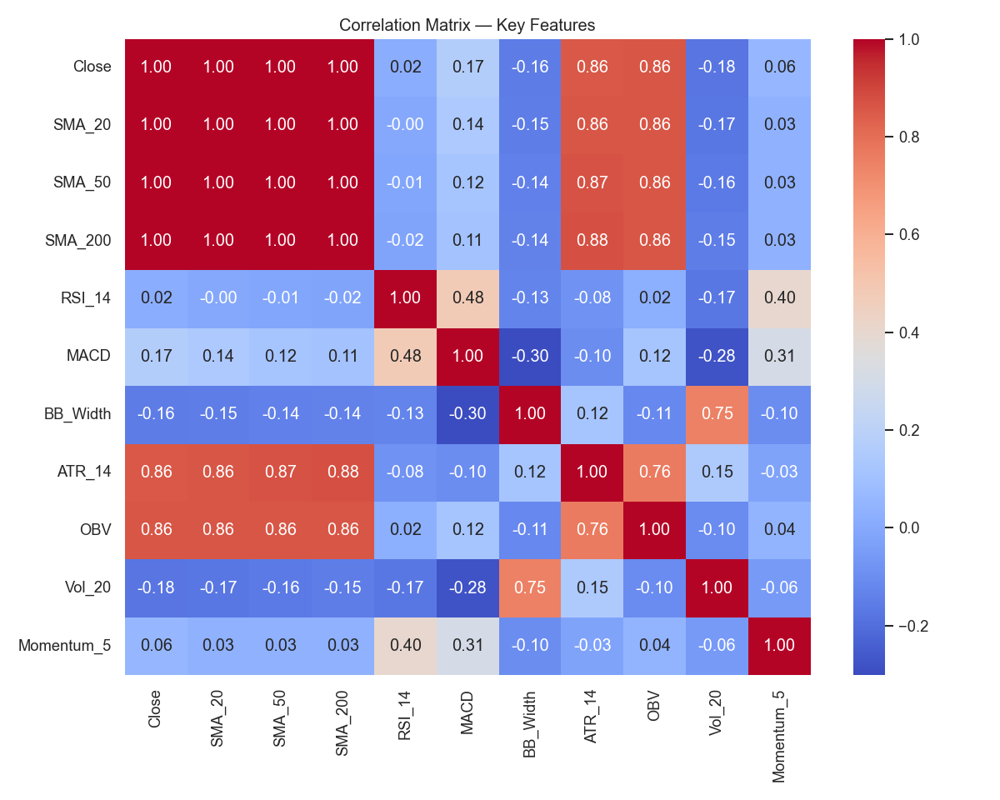 Correlation Matrix — Key Features
Close 1.00 1.00 1.00 1.00 0.02 0.17 -0.16 0.86 0.86 -0.18 0.06
SMA_20 1.00 1.00 1.00 1.00 -0.00 0.14 -0.15 0.86 0.86 -0.17 0.03
SMA_50 1.00 1.00 1.00 1.00 -0.01 0.12 -0.14 0.87 0.86 -0.16 0.03
SMA_200 1.00 1.00 1.00 1.00 -0.02 0.11 -0.14 0.88 0.86 -0.15 0.03
RSI_14 0.02 -0.00 -0.01 -0.02 1.00 0.48 -0.13 -0.08 0.02 -0.17 0.40
MACD 0.17 0.14 0.12 0.11 0.48 1.00 -0.30 -0.10 0.12 -0.28 0.31
BB_Width -0.16 -0.15 -0.14 -0.14 -0.13 -0.30 1.00 0.12 -0.11 0.75 -0.10
ATR_14 0.86 0.86 0.87 0.88 -0.08 -0.10 0.12 1.00 0.76 0.15 -0.03
OBV 0.86 0.86 0.86 0.86 0.02 0.12 -0.11 0.76 1.00 -0.10 0.04
Vol_20 -0.18 -0.17 -0.16 -0.15 -0.17 -0.28 0.75 0.15 -0.10 1.00 -0.06
Momentum_5 0.06 0.03 0.03 0.03 0.40 0.31 -0.10 -0.03 0.04 -0.06 1.00
Close SMA_20 SMA_50 SMA_200 RSI_14 MACD BB_Width ATR_14 OBV Vol_20 Momentum_5
1.0
0.8
0.6
0.4
0.2
0.0
−0.2